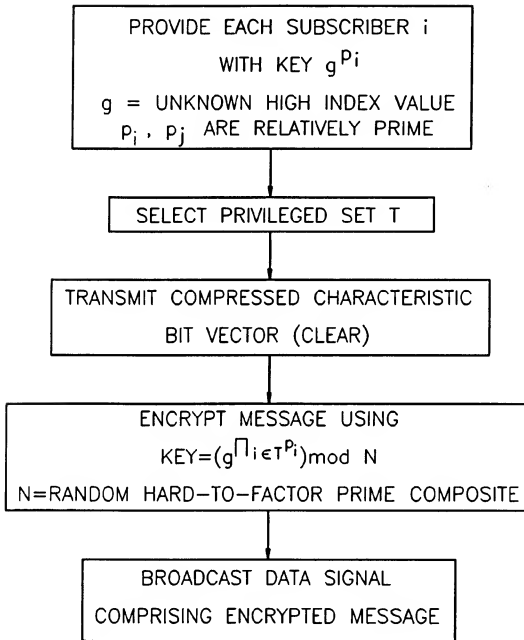 PROVIDE EACH SUBSCRIBER i
WITH KEY g^pi
g = UNKNOWN HIGH INDEX VALUE
pi , pj ARE RELATIVELY PRIME
SELECT PRIVILEGED SET T
TRANSMIT COMPRESSED CHARACTERISTIC
BIT VECTOR (CLEAR)
ENCRYPT MESSAGE USING
KEY=(g^∏i∈T^pi)mod N
N=RANDOM HARD-TO-FACTOR PRIME COMPOSITE
BROADCAST DATA SIGNAL
COMPRISING ENCRYPTED MESSAGE